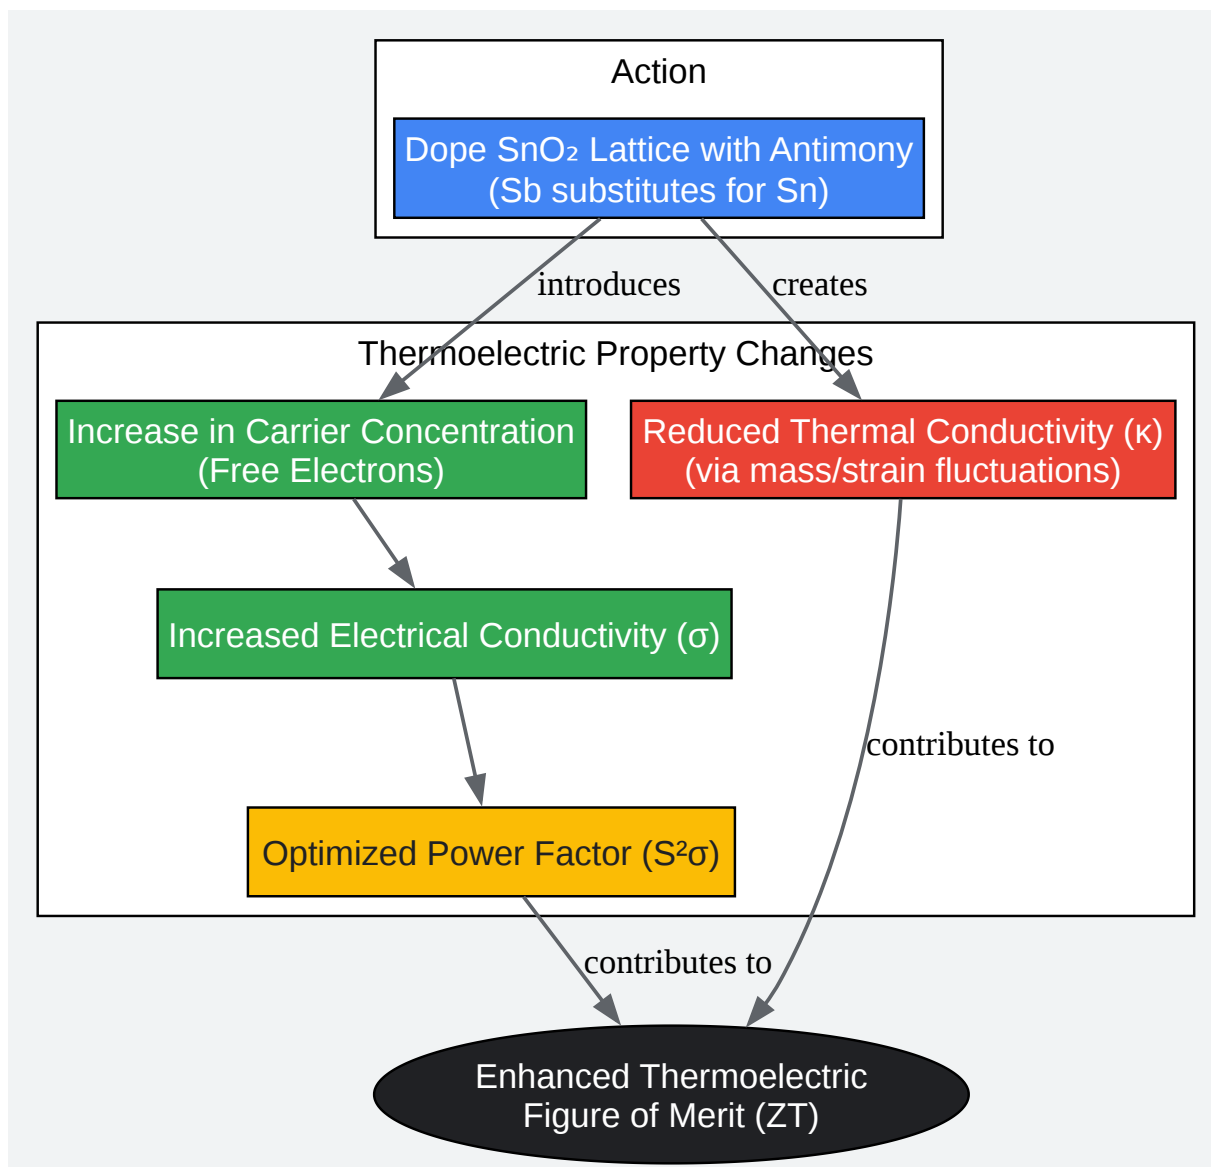 Action
Dope SnO₂ Lattice with Antimony
(Sb substitutes for Sn)
introduces
creates
Thermoelectric Property Changes
Increase in Carrier Concentration
(Free Electrons)
Reduced Thermal Conductivity (κ)
(via mass/strain fluctuations)
Increased Electrical Conductivity (σ)
contributes to
Optimized Power Factor (S²σ)
contributes to
Enhanced Thermoelectric
Figure of Merit (ZT)